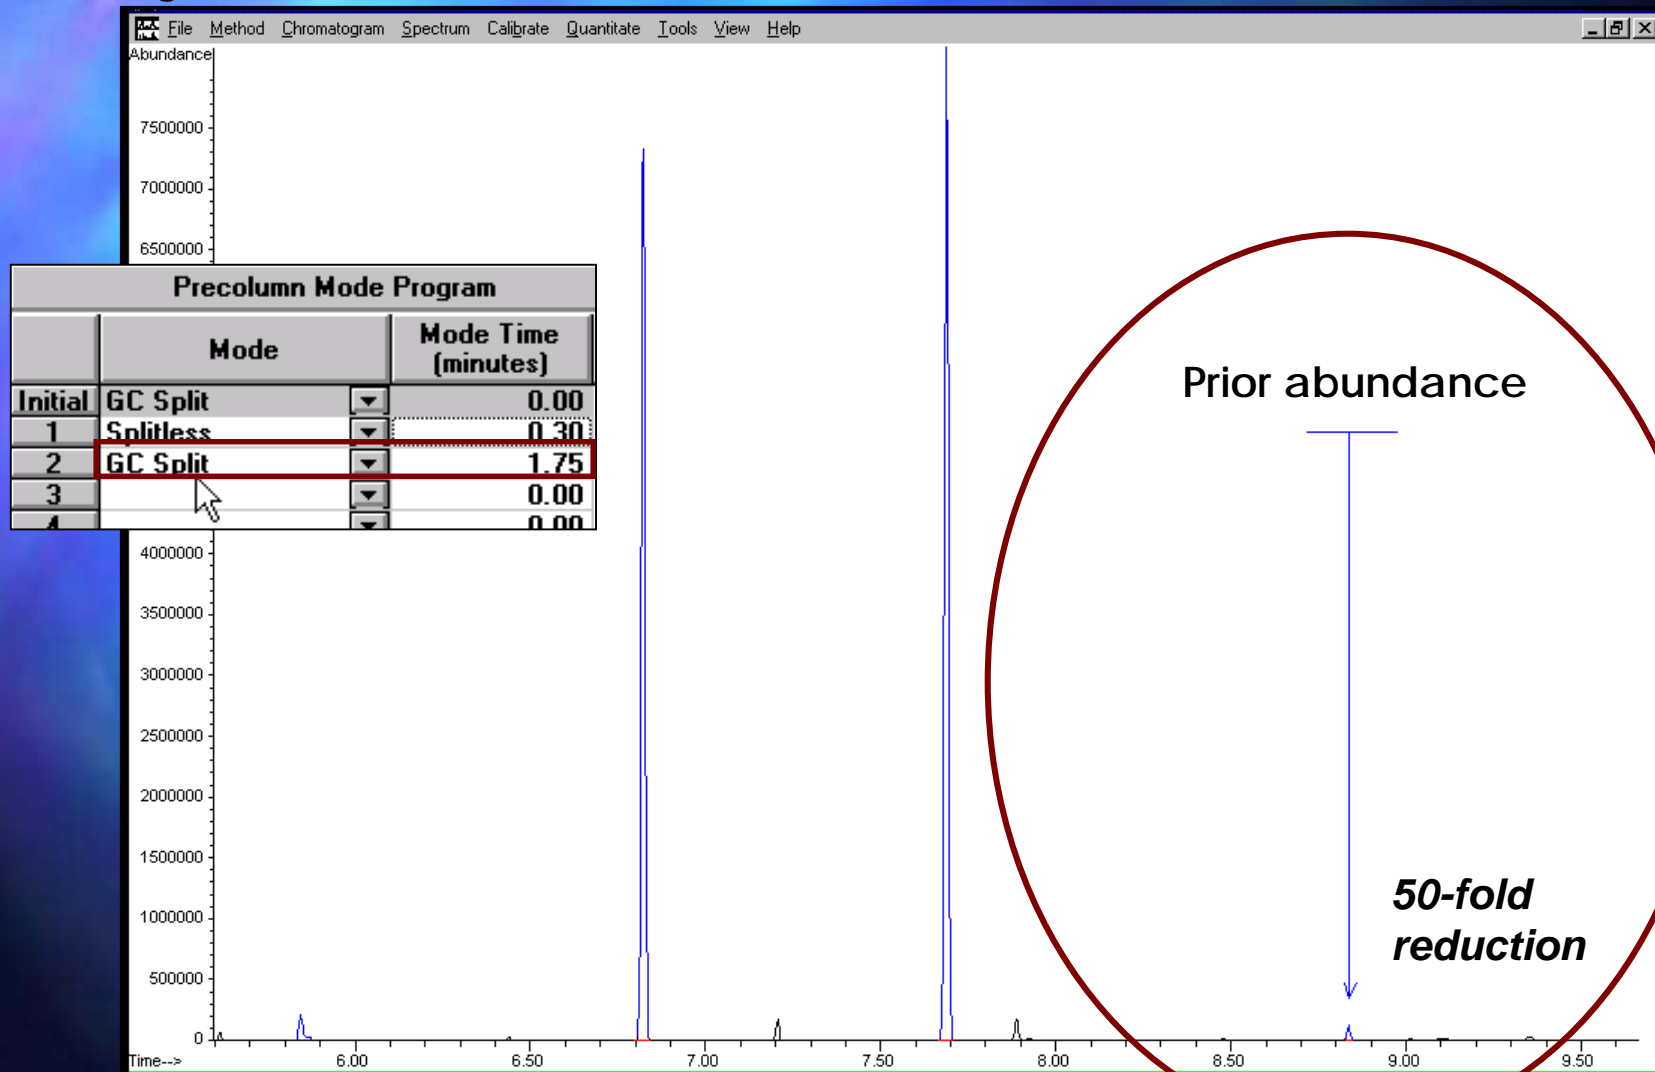 File Method Chromatogram Spectrum Calibrate Quantitate Tools View Help
Abundance
7500000
7000000
6500000
Precolumn Mode Program
Mode Mode Time (minutes)
Initial GC Split 0.00
1 Splitless 0.30
2 GC Split 1.75
3 0.00
4 0.00
4000000
3500000
3000000
2500000
2000000
1500000
1000000
500000
0
Prior abundance
50-fold
reduction
Time--> 6.00 6.50 7.00 7.50 8.00 8.50 9.00 9.50